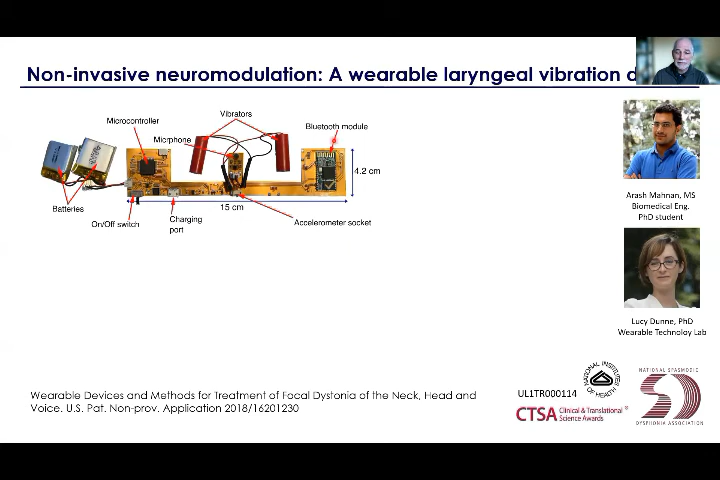 Non-invasive neuromodulation: A wearable laryngeal vibration d
Vibrators
Microcontroller
Micrphone
Bluetooth module
4.2 cm
Batteries
15 cm
On/Off switch
Charging
port
Accelerometer socket
Arash Mahnan, MS
Biomedical Eng.
PhD student
Lucy Dunne, PhD
Wearable Technoloy Lab
Wearable Devices and Methods for Treatment of Focal Dystonia of the Neck, Head and
Voice. U.S. Pat. Non-prov. Application 2018/16201230
UL1TR000114
NATIONAL INSTITUTES
OF HEALTH
CTSA Clinical & Translational
Science Awards
NATIONAL SPASMODIC
DYSPHONIA ASSOCIATION